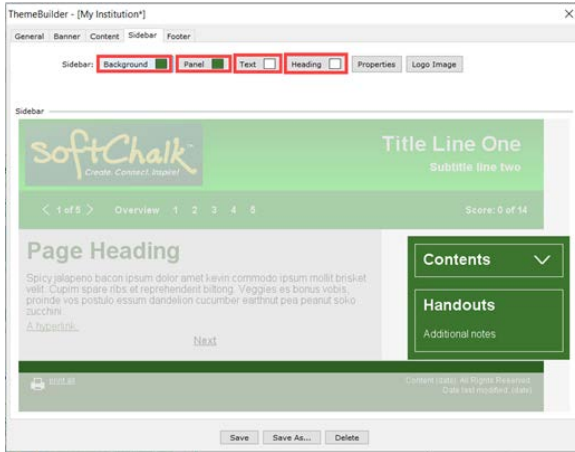 ThemeBuilder - [My Institution*]
General Banner Content Sidebar Footer
Sidebar: Background Panel Text Heading Properties Logo Image
Sidebar
SoftChalk™
Create. Connect. Inspire!
Title Line One
Subtitle line two
< 1 of 5 > Overview 1 2 3 4 5 Score: 0 of 14
Page Heading
Spicy jalapeno bacon ipsum dolor amet kevin commodo ipsum mollit brisket
velit. Cupim spare ribs et reprehenderit biltong. Veggies es bonus vobis,
proinde vos postulo essum dandelion cucumber earthnut pea peanut soko
zucchini
A hyperlink.
Next
Contents
Handouts
Additional notes
print all
Content {data} All Rights Reserved.
Date last modified: {date}
Save Save As... Delete